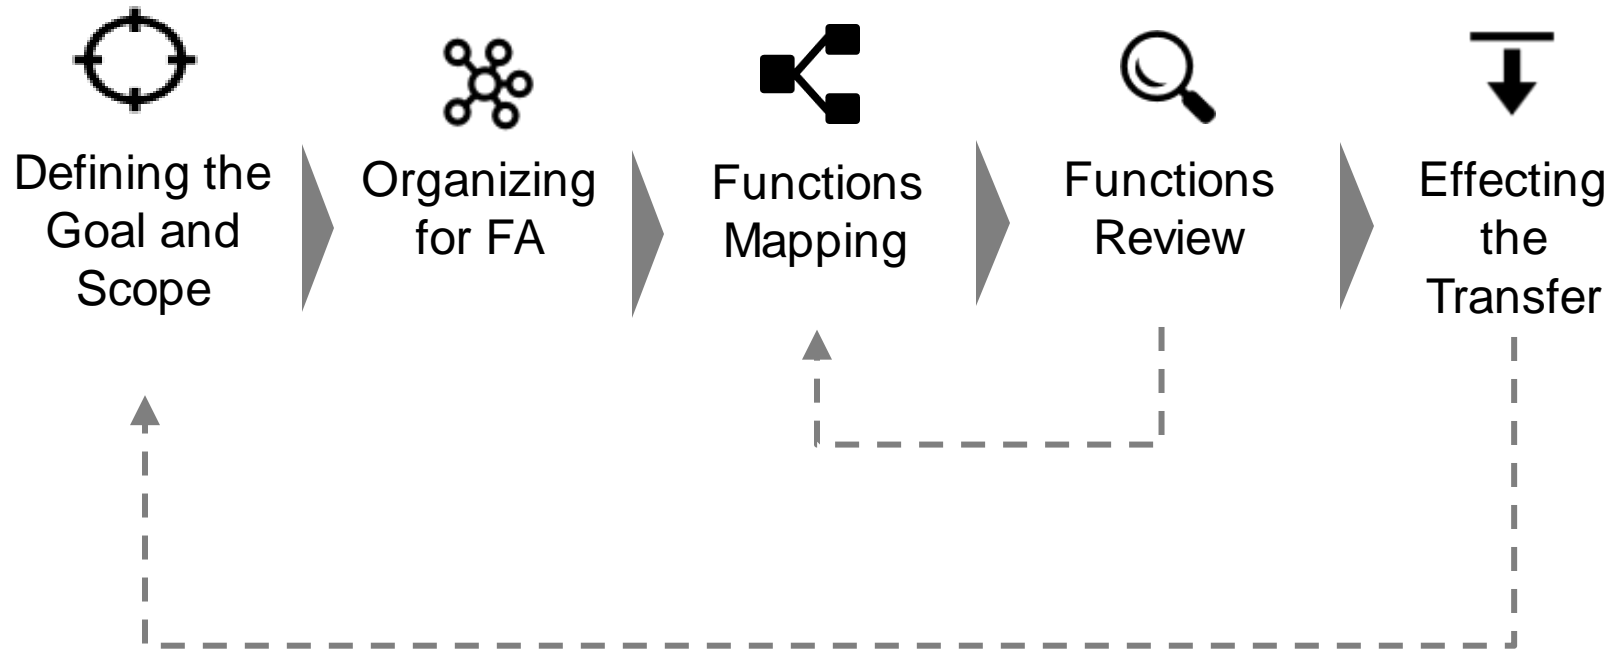 Defining the
Goal and
Scope
Organizing
for FA
Functions
Mapping
Functions
Review
Effecting
the
Transfer